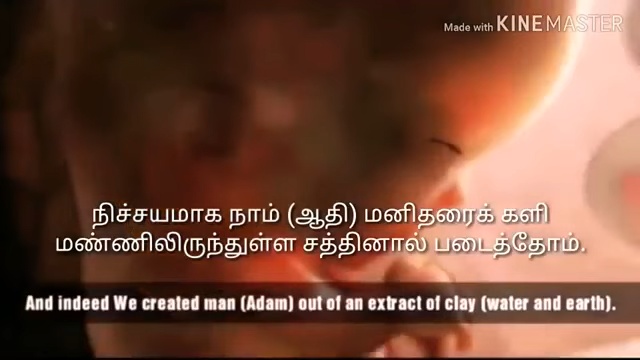 Made with KINEMASTER
நிச்சயமாக நாம் (ஆதி) மனிதரைக் களி
மண்ணிலிருந்துள்ள சத்தினால் படைத்தோம்.
And indeed We created man (Adam) out of an extract of clay (water and earth).